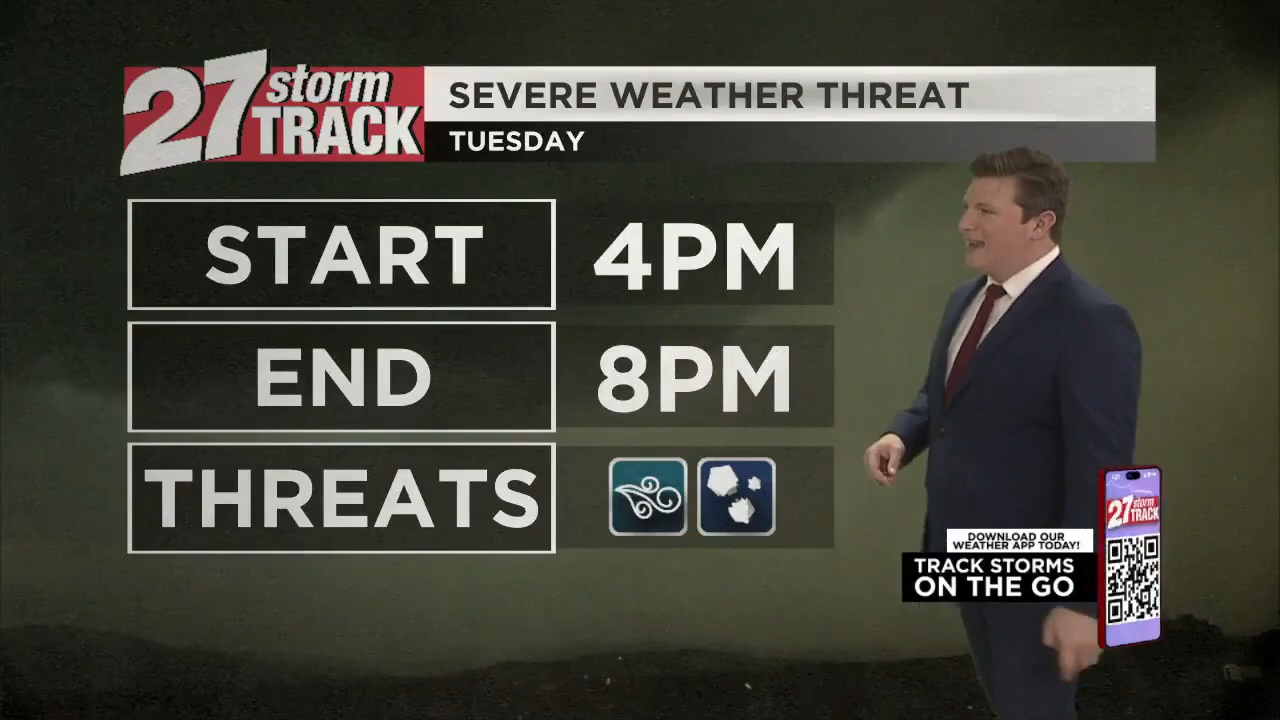 27 storm
TRACK
SEVERE WEATHER THREAT
TUESDAY
START
4PM
END
8PM
THREATS
27 storm
TRACK
DOWNLOAD OUR
WEATHER APP TODAY!
TRACK STORMS
ON THE GO